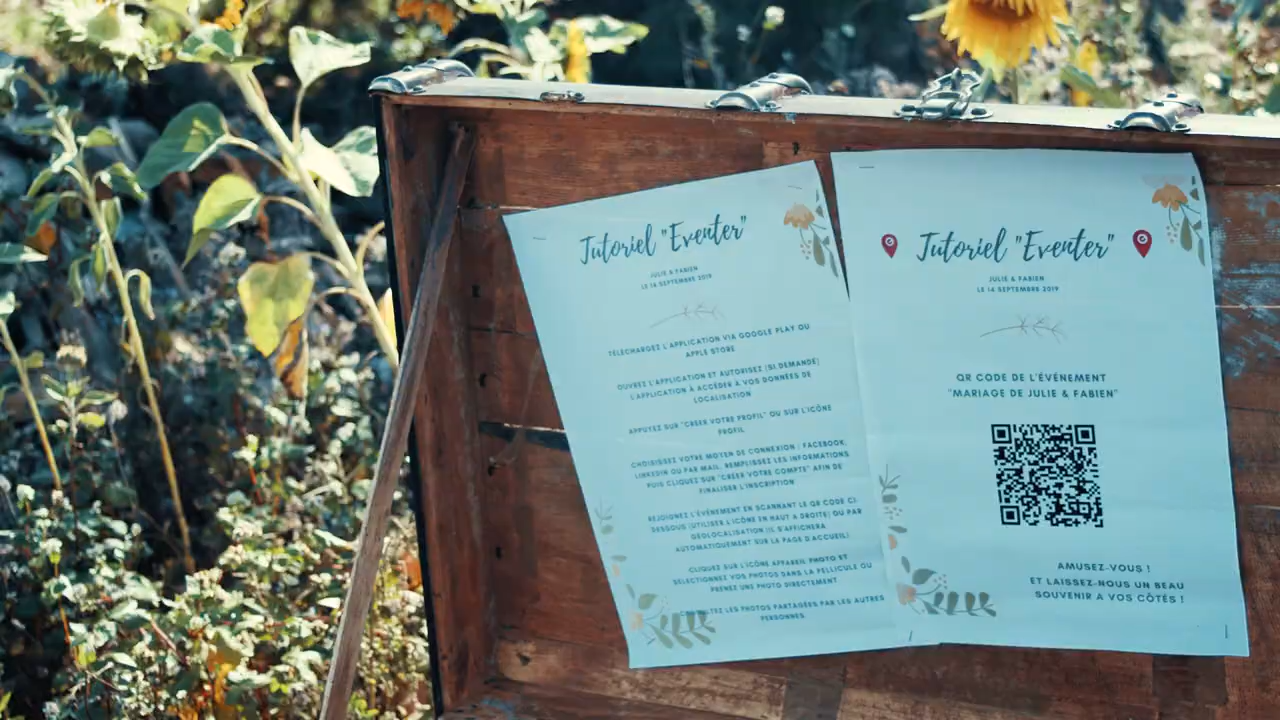 Tutoriel "Eventer"
JULIE & FABIEN
LE 14 SEPTEMBRE 2019
TÉLÉCHARGEZ L'APPLICATION VIA GOOGLE PLAY OU
APPLE STORE
OUVREZ L'APPLICATION ET AUTORISEZ (SI DEMANDÉ)
L'APPLICATION À ACCÉDER À VOS DONNÉES DE
LOCALISATION
APPUYEZ SUR "CREER VOTRE PROFIL" OU SUR L'ICÔNE
PROFIL
CHOISISSEZ VOTRE MOYEN DE CONNEXION : FACEBOOK,
LINKEDIN OU PAR MAIL, REMPLISSEZ LES INFORMATIONS
PUIS CLIQUEZ SUR "CRÉER VOTRE COMPTE" AFIN DE
FINALISER L'INSCRIPTION
REJOIGNEZ L'ÉVÉNEMENT EN SCANNANT LE QR CODE CI-
DESSOUS (UTILISER L'ICÔNE EN HAUT A DROITE) OU PAR
GEOLOCALISATION (IL S'AFFICHERA
AUTOMATIQUEMENT SUR LA PAGE D'ACCUEIL)
CLIQUEZ SUR L'ICÔNE APPAREIL PHOTO ET
SELECTIONNEZ VOS PHOTOS DANS LA PELLICULE OU
PRENEZ UNE PHOTO DIRECTEMENT
LES PHOTOS PARTAGÉES PAR LES AUTRES
PERSONNES
Tutoriel "Eventer"
JULIE & FABIEN
LE 14 SEPTEMBRE 2019
QR CODE DE L'ÉVÉNEMENT
"MARIAGE DE JULIE & FABIEN"
AMUSEZ-VOUS !
ET LAISSEZ-NOUS UN BEAU
SOUVENIR A VOS CÔTÉS !